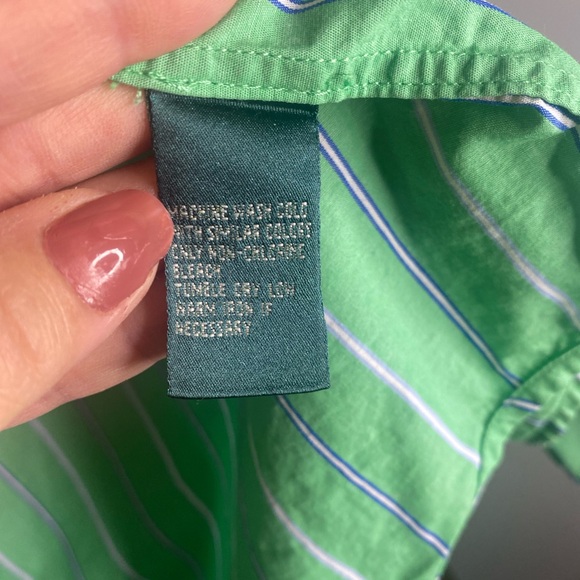 MACHINE WASH COLD
WITH SIMILAR COLORS
ONLY NON-CHLORINE
BLEACH
TUMBLE DRY LOW
WARM IRON IF
NECESSARY